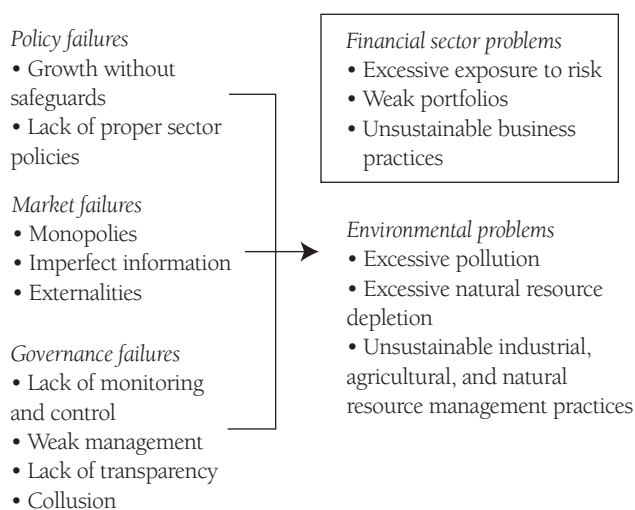 Policy failures
• Growth without
safeguards
• Lack of proper sector
policies
Market failures
• Monopolies
• Imperfect information
• Externalities
Governance failures
• Lack of monitoring
and control
• Weak management
• Lack of transparency
• Collusion
Financial sector problems
• Excessive exposure to risk
• Weak portfolios
• Unsustainable business
practices
Environmental problems
• Excessive pollution
• Excessive natural resource
depletion
• Unsustainable industrial,
agricultural, and natural
resource management practices